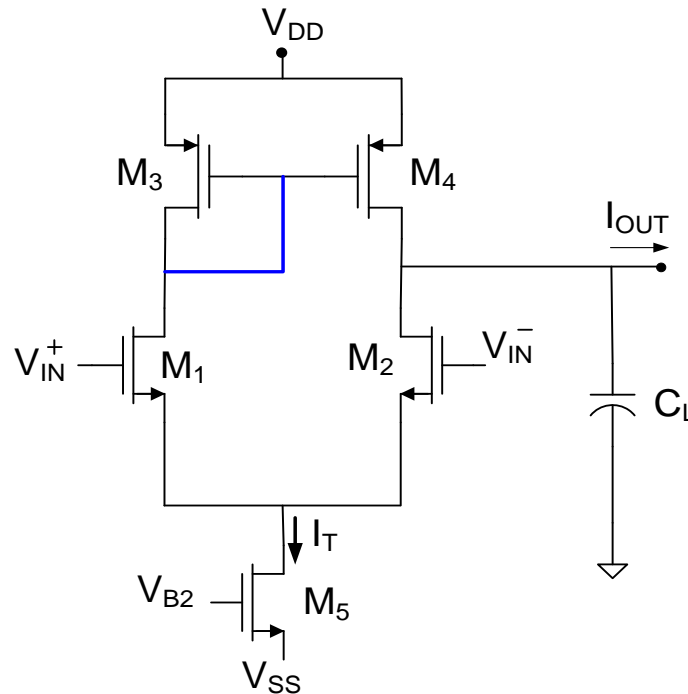 V_DD
M_3
M_4
I_OUT
V_IN^+
M_1
M_2
V_IN^−
C_L
I_T
V_B2
M_5
V_SS